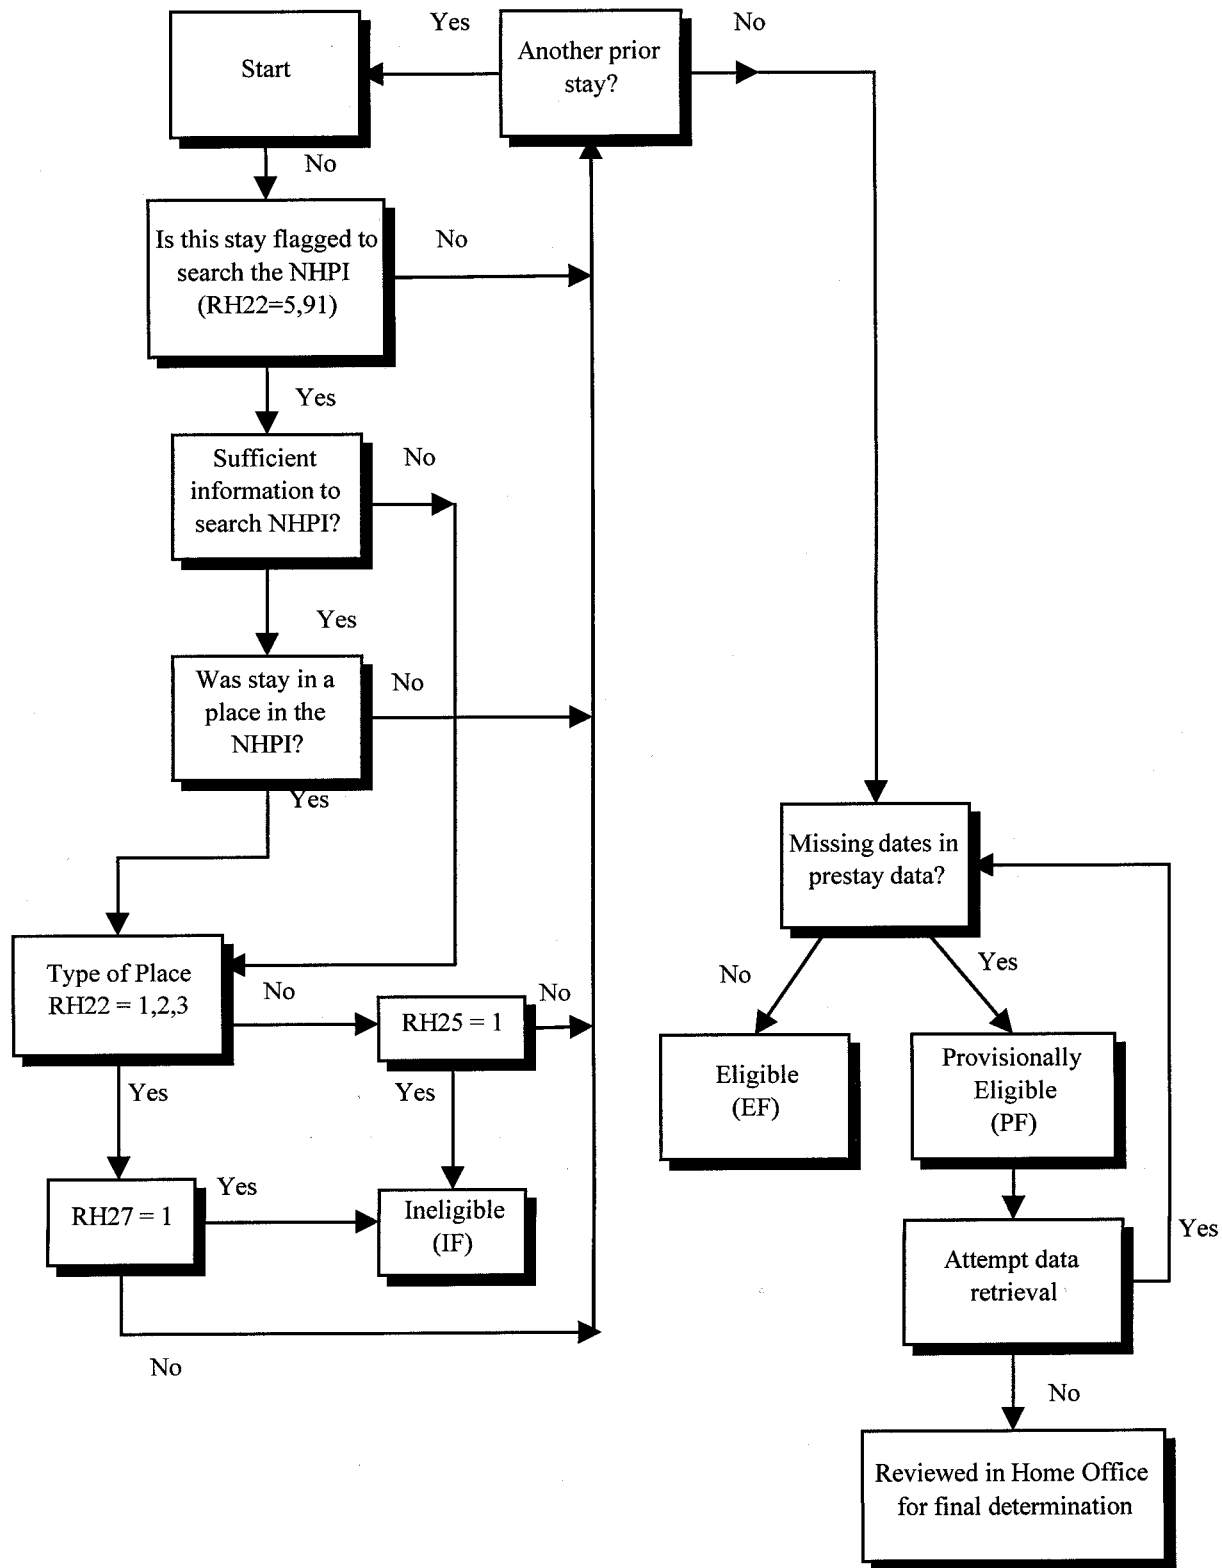 Yes
No
Start
Another prior
stay?
No
Is this stay flagged to
search the NHPI
(RH22=5,91)
No
Yes
Sufficient
information to
search NHPI?
No
Yes
Was stay in a
place in the
NHPI?
No
Yes
Missing dates in
prestay data?
Type of Place
RH22 = 1,2,3
No
RH25 = 1
No
No
Yes
Yes
Yes
Eligible
(EF)
Provisionally
Eligible
(PF)
RH27 = 1
Yes
Ineligible
(IF)
Attempt data
retrieval
Yes
No
No
Reviewed in Home Office
for final determination